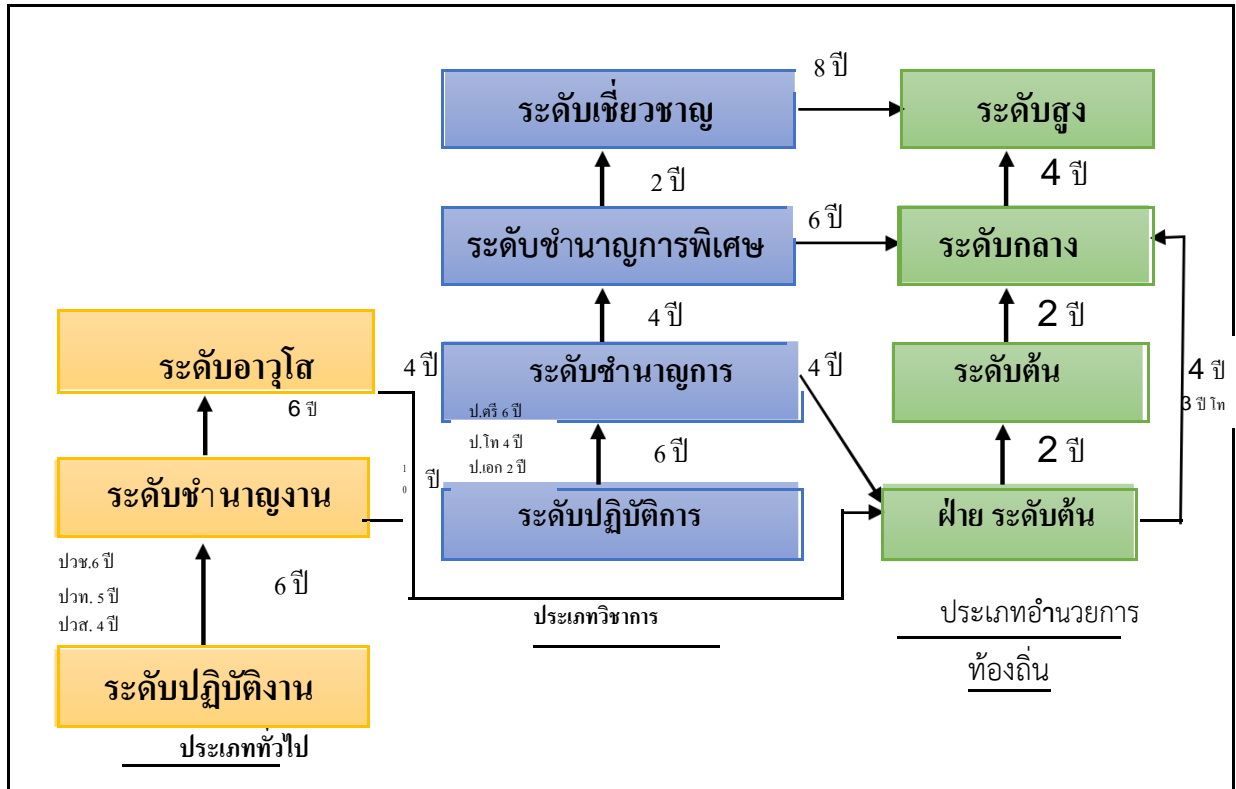 8 ปี
ระดับเชี่ยวชาญ
ระดับสูง
2 ปี
4 ปี
ระดับชำนาญการพิเศษ
6 ปี
ระดับกลาง
4 ปี
2 ปี
ระดับอาวุโส
4 ปี
ระดับชำนาญการ
4 ปี
ระดับต้น
4 ปี
3 ปี โท
6 ปี
ป.ตรี 6 ปี
ป.โท 4 ปี
ป.เอก 2 ปี
6 ปี
2 ปี
ระดับชำนาญงาน
10 ปี
ระดับปฏิบัติการ
ฝ่าย ระดับต้น
ปวช.6 ปี
ปวท. 5 ปี
ปวส. 4 ปี
6 ปี
ประเภทวิชาการ
ประเภทอำนวยการ
ท้องถิ่น
ระดับปฏิบัติงาน
ประเภททั่วไป